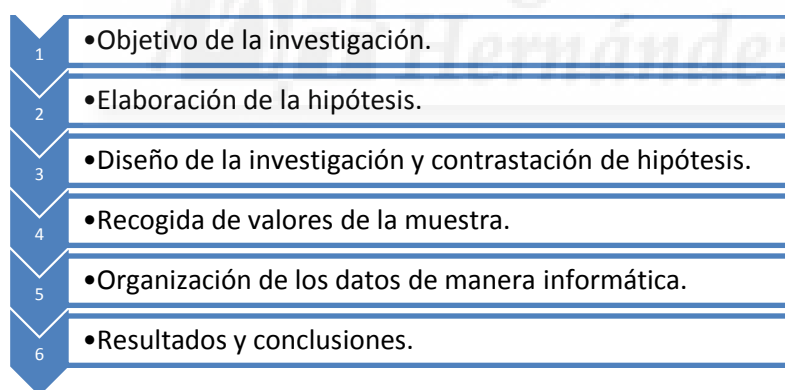 Hernández
1
•Objetivo de la investigación.
2
•Elaboración de la hipótesis.
3
•Diseño de la investigación y contrastación de hipótesis.
4
•Recogida de valores de la muestra.
5
•Organización de los datos de manera informática.
6
•Resultados y conclusiones.